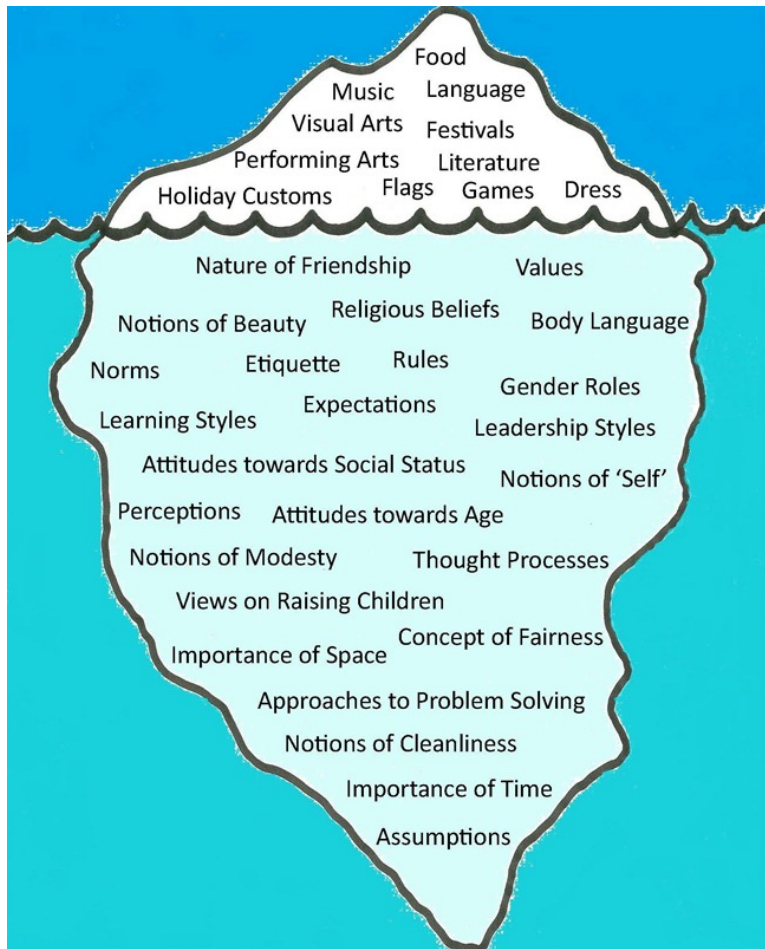 Food
Music
Language
Visual Arts
Festivals
Performing Arts
Literature
Holiday Customs
Flags
Games
Dress
Nature of Friendship
Values
Notions of Beauty
Religious Beliefs
Body Language
Norms
Etiquette
Rules
Gender Roles
Learning Styles
Expectations
Leadership Styles
Attitudes towards Social Status
Notions of ‘Self’
Perceptions
Attitudes towards Age
Notions of Modesty
Thought Processes
Views on Raising Children
Importance of Space
Concept of Fairness
Approaches to Problem Solving
Notions of Cleanliness
Importance of Time
Assumptions